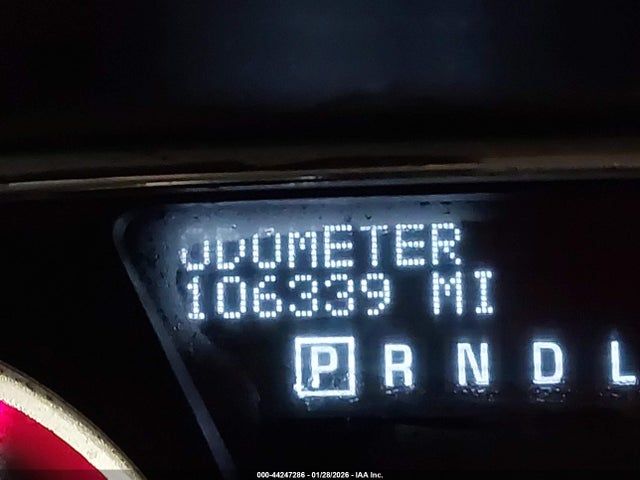 ODOMETER
106339 MI
P R N D L
000-44247286 - 01/28/2026 - IAA Inc.